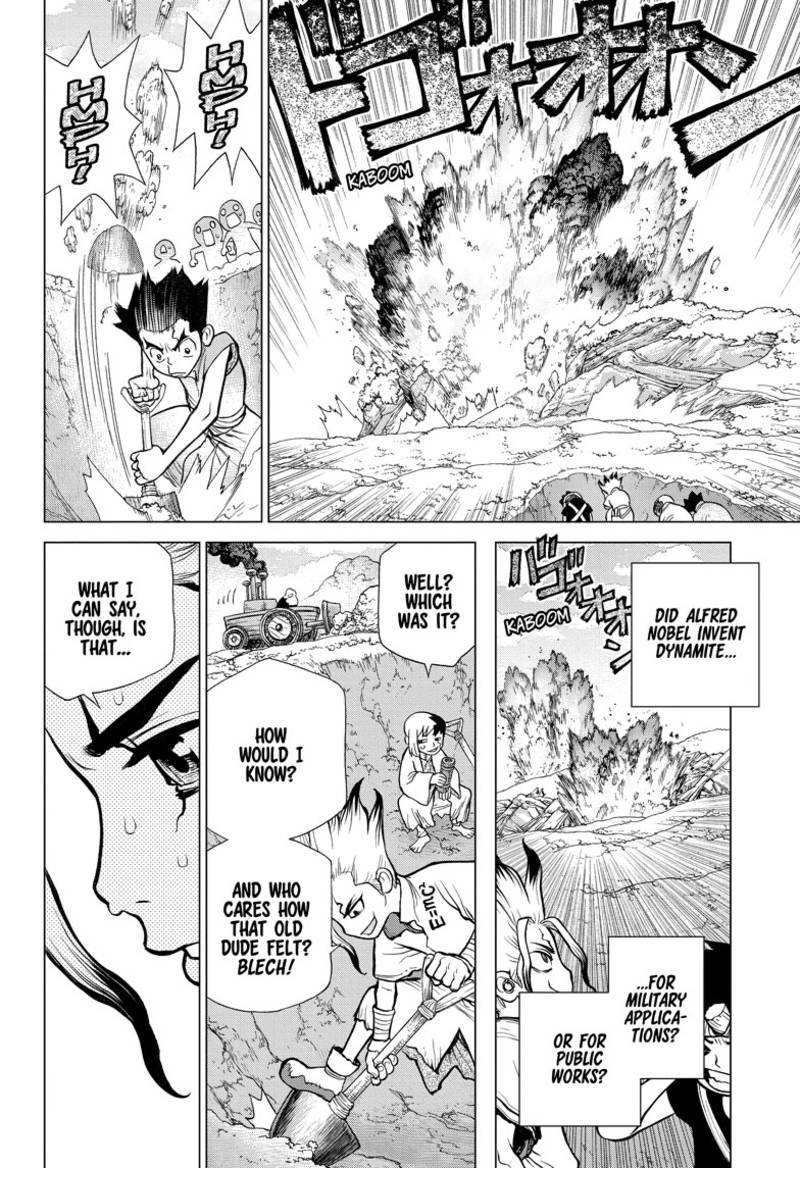 ドゴォオオン
KABOOM
HMPH!
HMPH!
ドゴォオオン
KABOOM
DID ALFRED
NOBEL INVENT
DYNAMITE...
...FOR
MILITARY
APPLICA-
TIONS?
OR FOR
PUBLIC
WORKS?
WELL?
WHICH
WAS IT?
HOW
WOULD I
KNOW?
AND WHO
CARES HOW
THAT OLD
DUDE FELT?
BLECH!
E=mc²
WHAT I
CAN SAY,
THOUGH, IS
THAT...